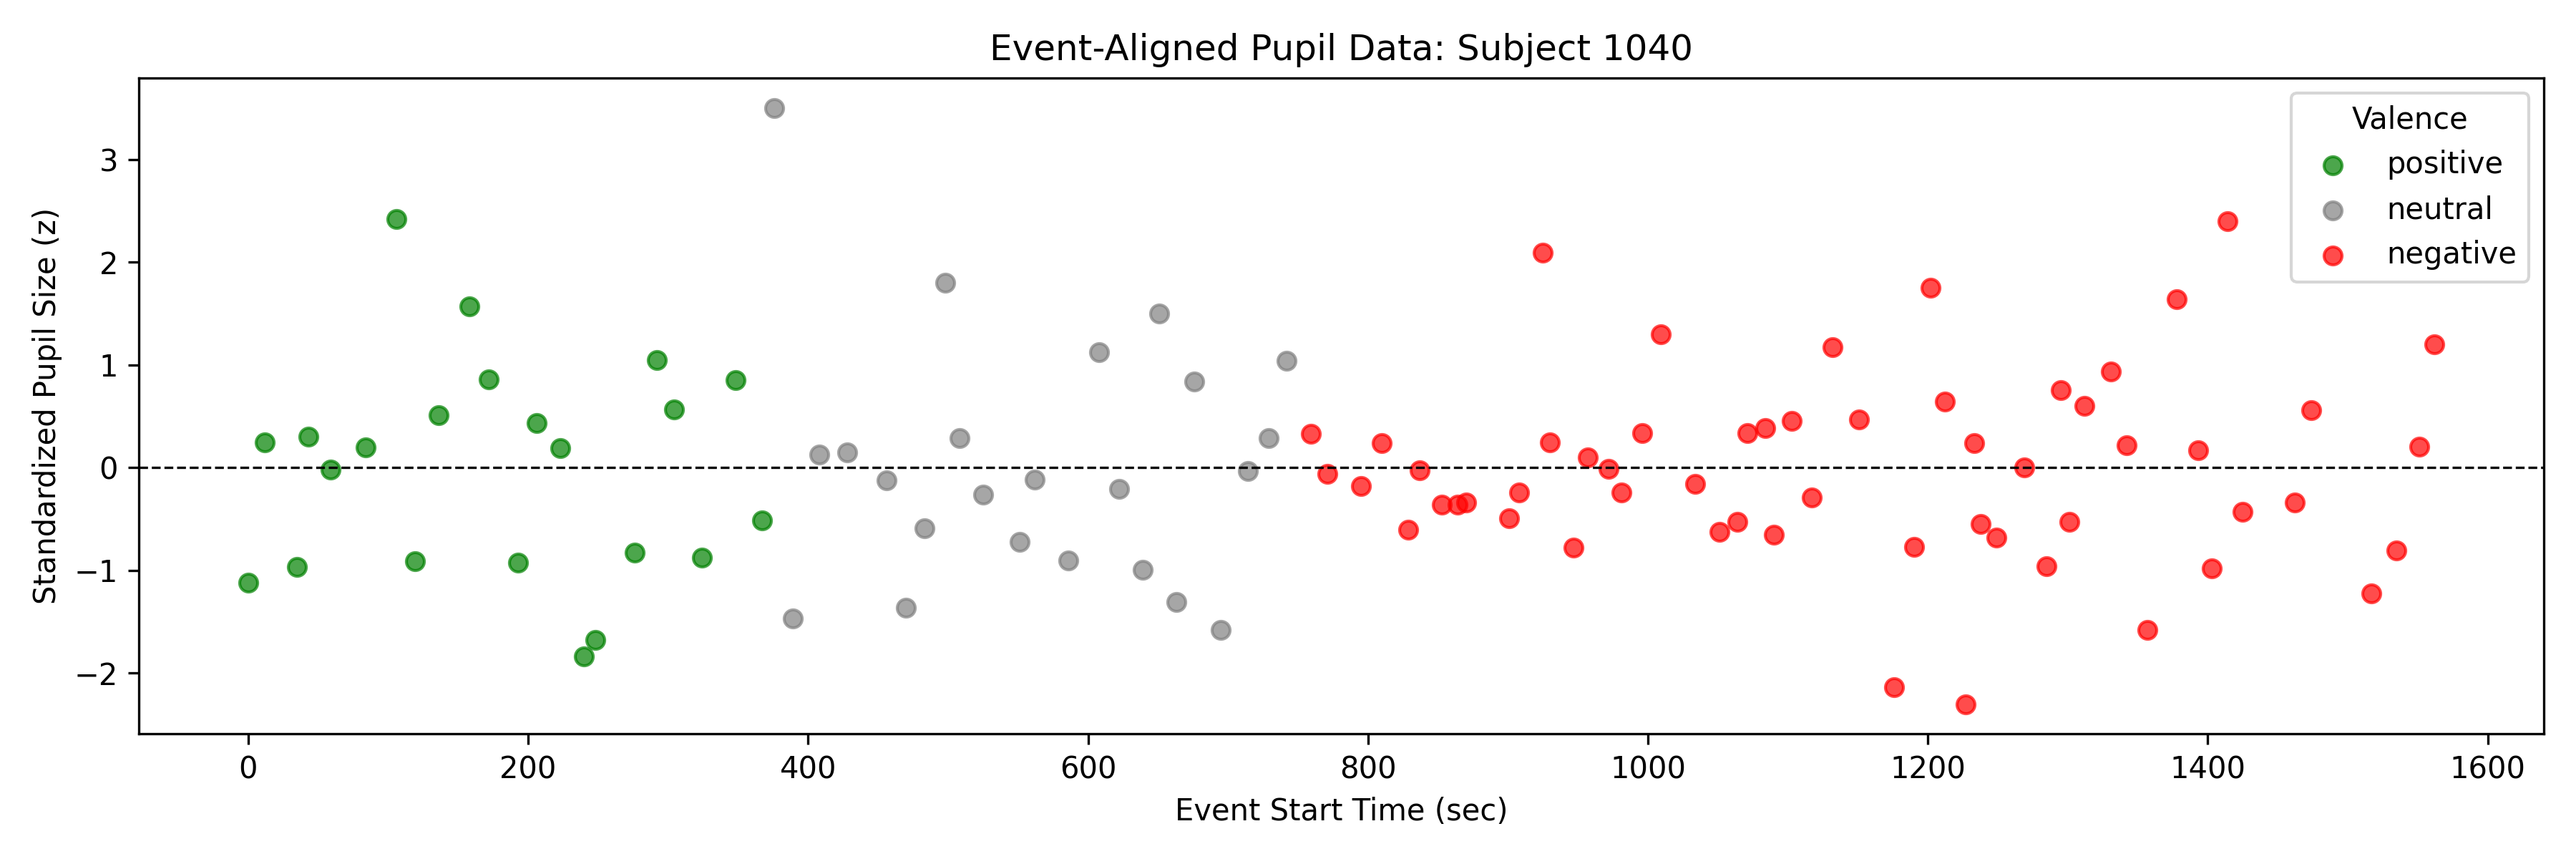 Event-Aligned Pupil Data: Subject 1040
Standardized Pupil Size (z)
3
2
1
0
−1
−2
Valence
positive
neutral
negative
0 200 400 600 800 1000 1200 1400 1600
Event Start Time (sec)